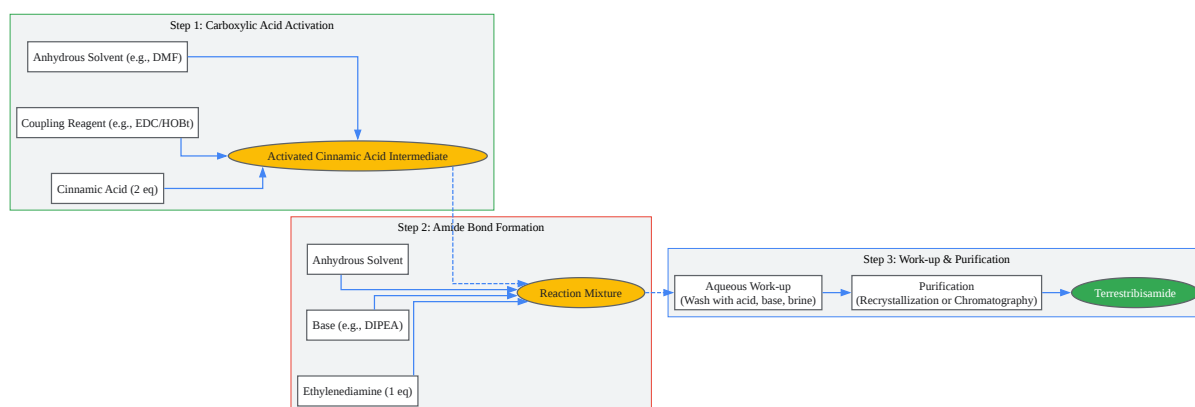 Step 1: Carboxylic Acid Activation
Anhydrous Solvent (e.g., DMF)
Coupling Reagent (e.g., EDC/HOBt)
Activated Cinnamic Acid Intermediate
Cinnamic Acid (2 eq)
Step 2: Amide Bond Formation
Anhydrous Solvent
Reaction Mixture
Base (e.g., DIPEA)
Ethylenediamine (1 eq)
Step 3: Work-up & Purification
Aqueous Work-up
(Wash with acid, base, brine)
Purification
(Recrystallization or Chromatography)
Terrestribisamide